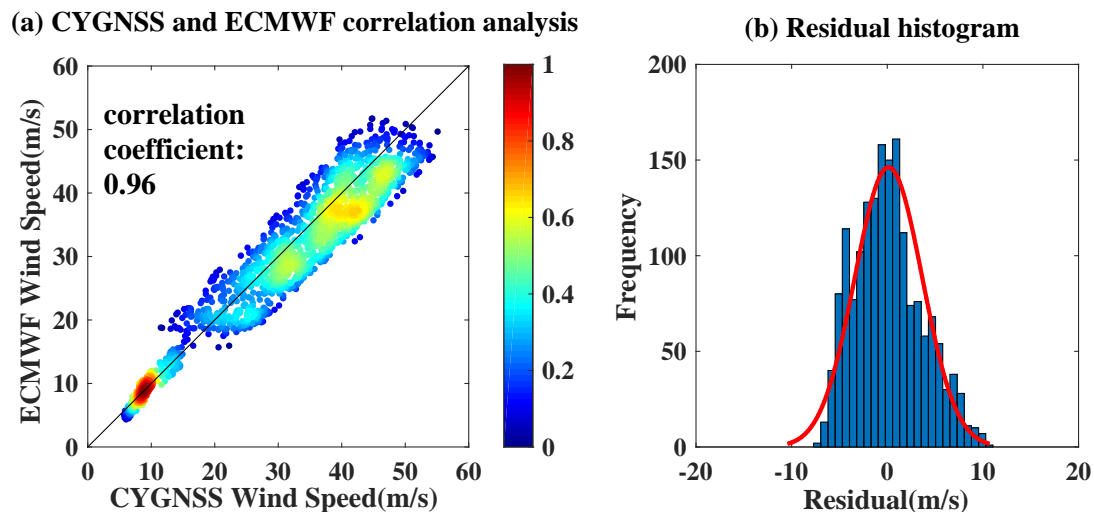 (a) CYGNSS and ECMWF correlation analysis
60
50
40
30
20
10
0
ECMWF Wind Speed(m/s)
correlation
coefficient:
0.96
0 10 20 30 40 50 60
CYGNSS Wind Speed(m/s)
1
0.8
0.6
0.4
0.2
0
(b) Residual histogram
200
150
100
50
0
Frequency
-20 -10 0 10 20
Residual(m/s)